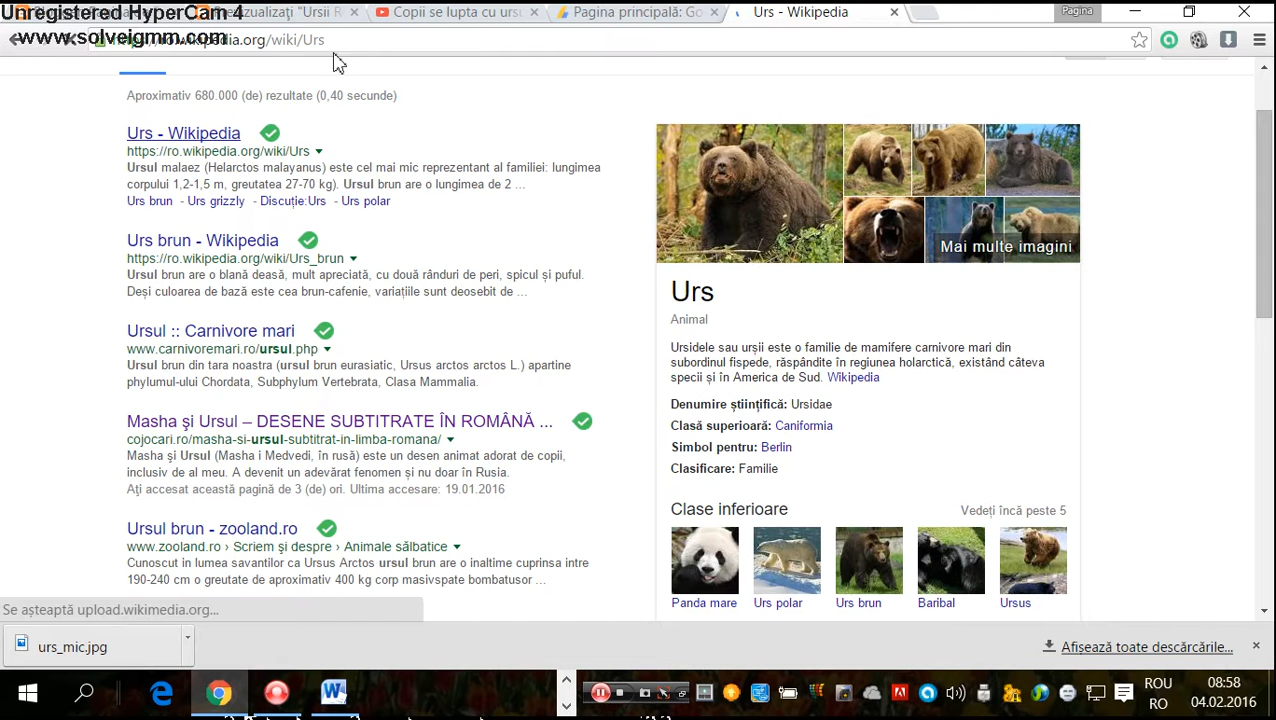 Unregistered HyperCam 4
www.solveigmm.com
ezualizați "Ursii R
Copii se lupta cu ursu
Pagina principală: Go
Urs - Wikipedia
Pagina
ro.wikipedia.org/wiki/Urs
Aproximativ 680.000 (de) rezultate (0,40 secunde)
Urs - Wikipedia
https://ro.wikipedia.org/wiki/Urs
Ursul malaez (Helarctos malayanus) este cel mai mic reprezentant al familiei: lungimea
corpului 1,2-1,5 m, greutatea 27-70 kg). Ursul brun are o lungimea de 2 ...
Urs brun - Urs grizzly - Discuție:Urs - Urs polar
Urs brun - Wikipedia
https://ro.wikipedia.org/wiki/Urs_brun
Ursul brun are o blană deasă, mult apreciată, cu două rânduri de peri, spicul și puful.
Deși culoarea de bază este cea brun-cafenie, variațiile sunt deosebit de ...
Ursul :: Carnivore mari
www.carnivoremari.ro/ursul.php
Ursul brun din tara noastra (ursul brun eurasiatic, Ursus arctos arctos L.) apartine
phylumul-ului Chordata, Subphylum Vertebrata, Clasa Mammalia.
Masha și Ursul – DESENE SUBTITRATE ÎN ROMÂNĂ ...
cojocari.ro/masha-si-ursul-subtitrat-in-limba-romana/
Masha și Ursul (Masha i Medvedi, în rusă) este un desen animat adorat de copii,
inclusiv de al meu. A devenit un adevărat fenomen și nu doar în Rusia.
Ați accesat această pagină de 3 (de) ori. Ultima accesare: 19.01.2016
Ursul brun - zooland.ro
www.zooland.ro › Scriem și despre › Animale sălbatice
Cunoscut in lumea savantilor ca Ursus Arctos ursul brun are o inaltime cuprinsa intre
190-240 cm o greutate de aproximativ 400 kg corp masivspate bombatusor ...
Mai multe imagini
Urs
Animal
Ursidele sau urșii este o familie de mamifere carnivore mari din
subordinul fispede, răspândite în regiunea holarctică, existând câteva
specii și în America de Sud. Wikipedia
Denumire științifică: Ursidae
Clasă superioară: Caniformia
Simbol pentru: Berlin
Clasificare: Familie
Clase inferioare
Vedeți încă peste 5
Panda mare
Urs polar
Urs brun
Baribal
Ursus
Se așteaptă upload.wikimedia.org...
urs_mic.jpg
Afisează toate descărcările...
ROU
RO
08:58
04.02.2016